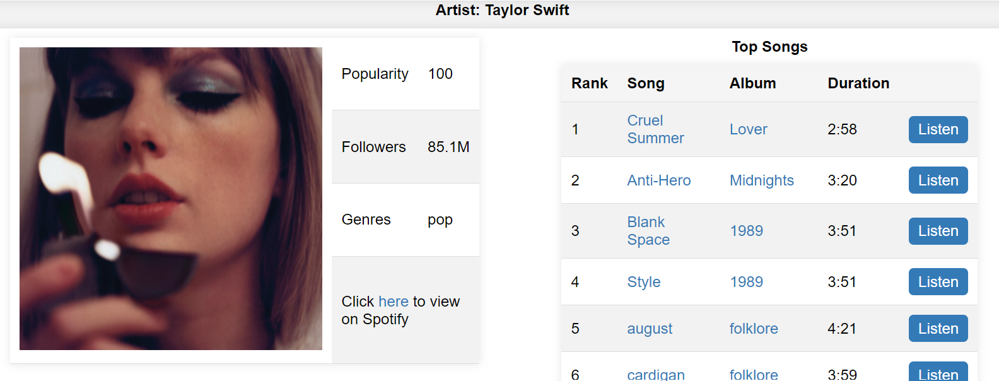 Artist: Taylor Swift
Popularity 100
Followers 85.1M
Genres pop
Click here to view
on Spotify
Top Songs
Rank Song Album Duration
1 Cruel Summer Lover 2:58 Listen
2 Anti-Hero Midnights 3:20 Listen
3 Blank Space 1989 3:51 Listen
4 Style 1989 3:51 Listen
5 august folklore 4:21 Listen
6 cardigan folklore 3:59 Listen